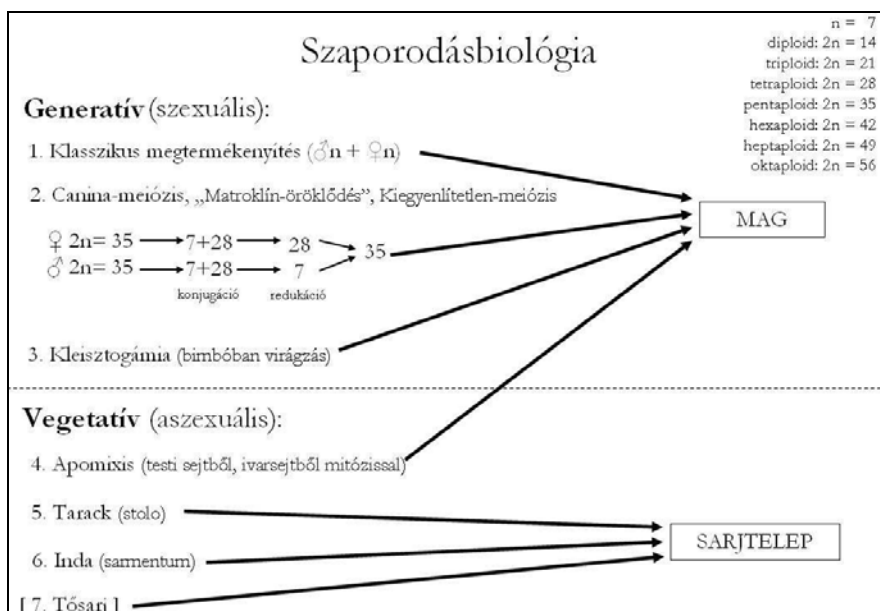 Szaporodásbiológia
n = 7
diploid: 2n = 14
triploid: 2n = 21
tetraploid: 2n = 28
pentaploid: 2n = 35
hexaploid: 2n = 42
heptaploid: 2n = 49
oktaploid: 2n = 56
Generatív (szexuális):
1. Klasszikus megtermékenyítés (♂n + ♀n)
2. Canina-meiózis, „Matroklín-öröklődés”, Kiegyenlítetlen-meiózis
MAG
♀ 2n= 35 7+28 28
35
♂ 2n= 35 7+28 7
konjugáció redukáció
3. Kleisztogámia (bimbóban virágzás)
Vegetatív (aszexuális):
4. Apomixis (testi sejtből, ivarsejtből mitózissal)
5. Tarack (stolo)
SARJTELEP
6. Inda (sarmentum)
[ 7. Tősarj ]